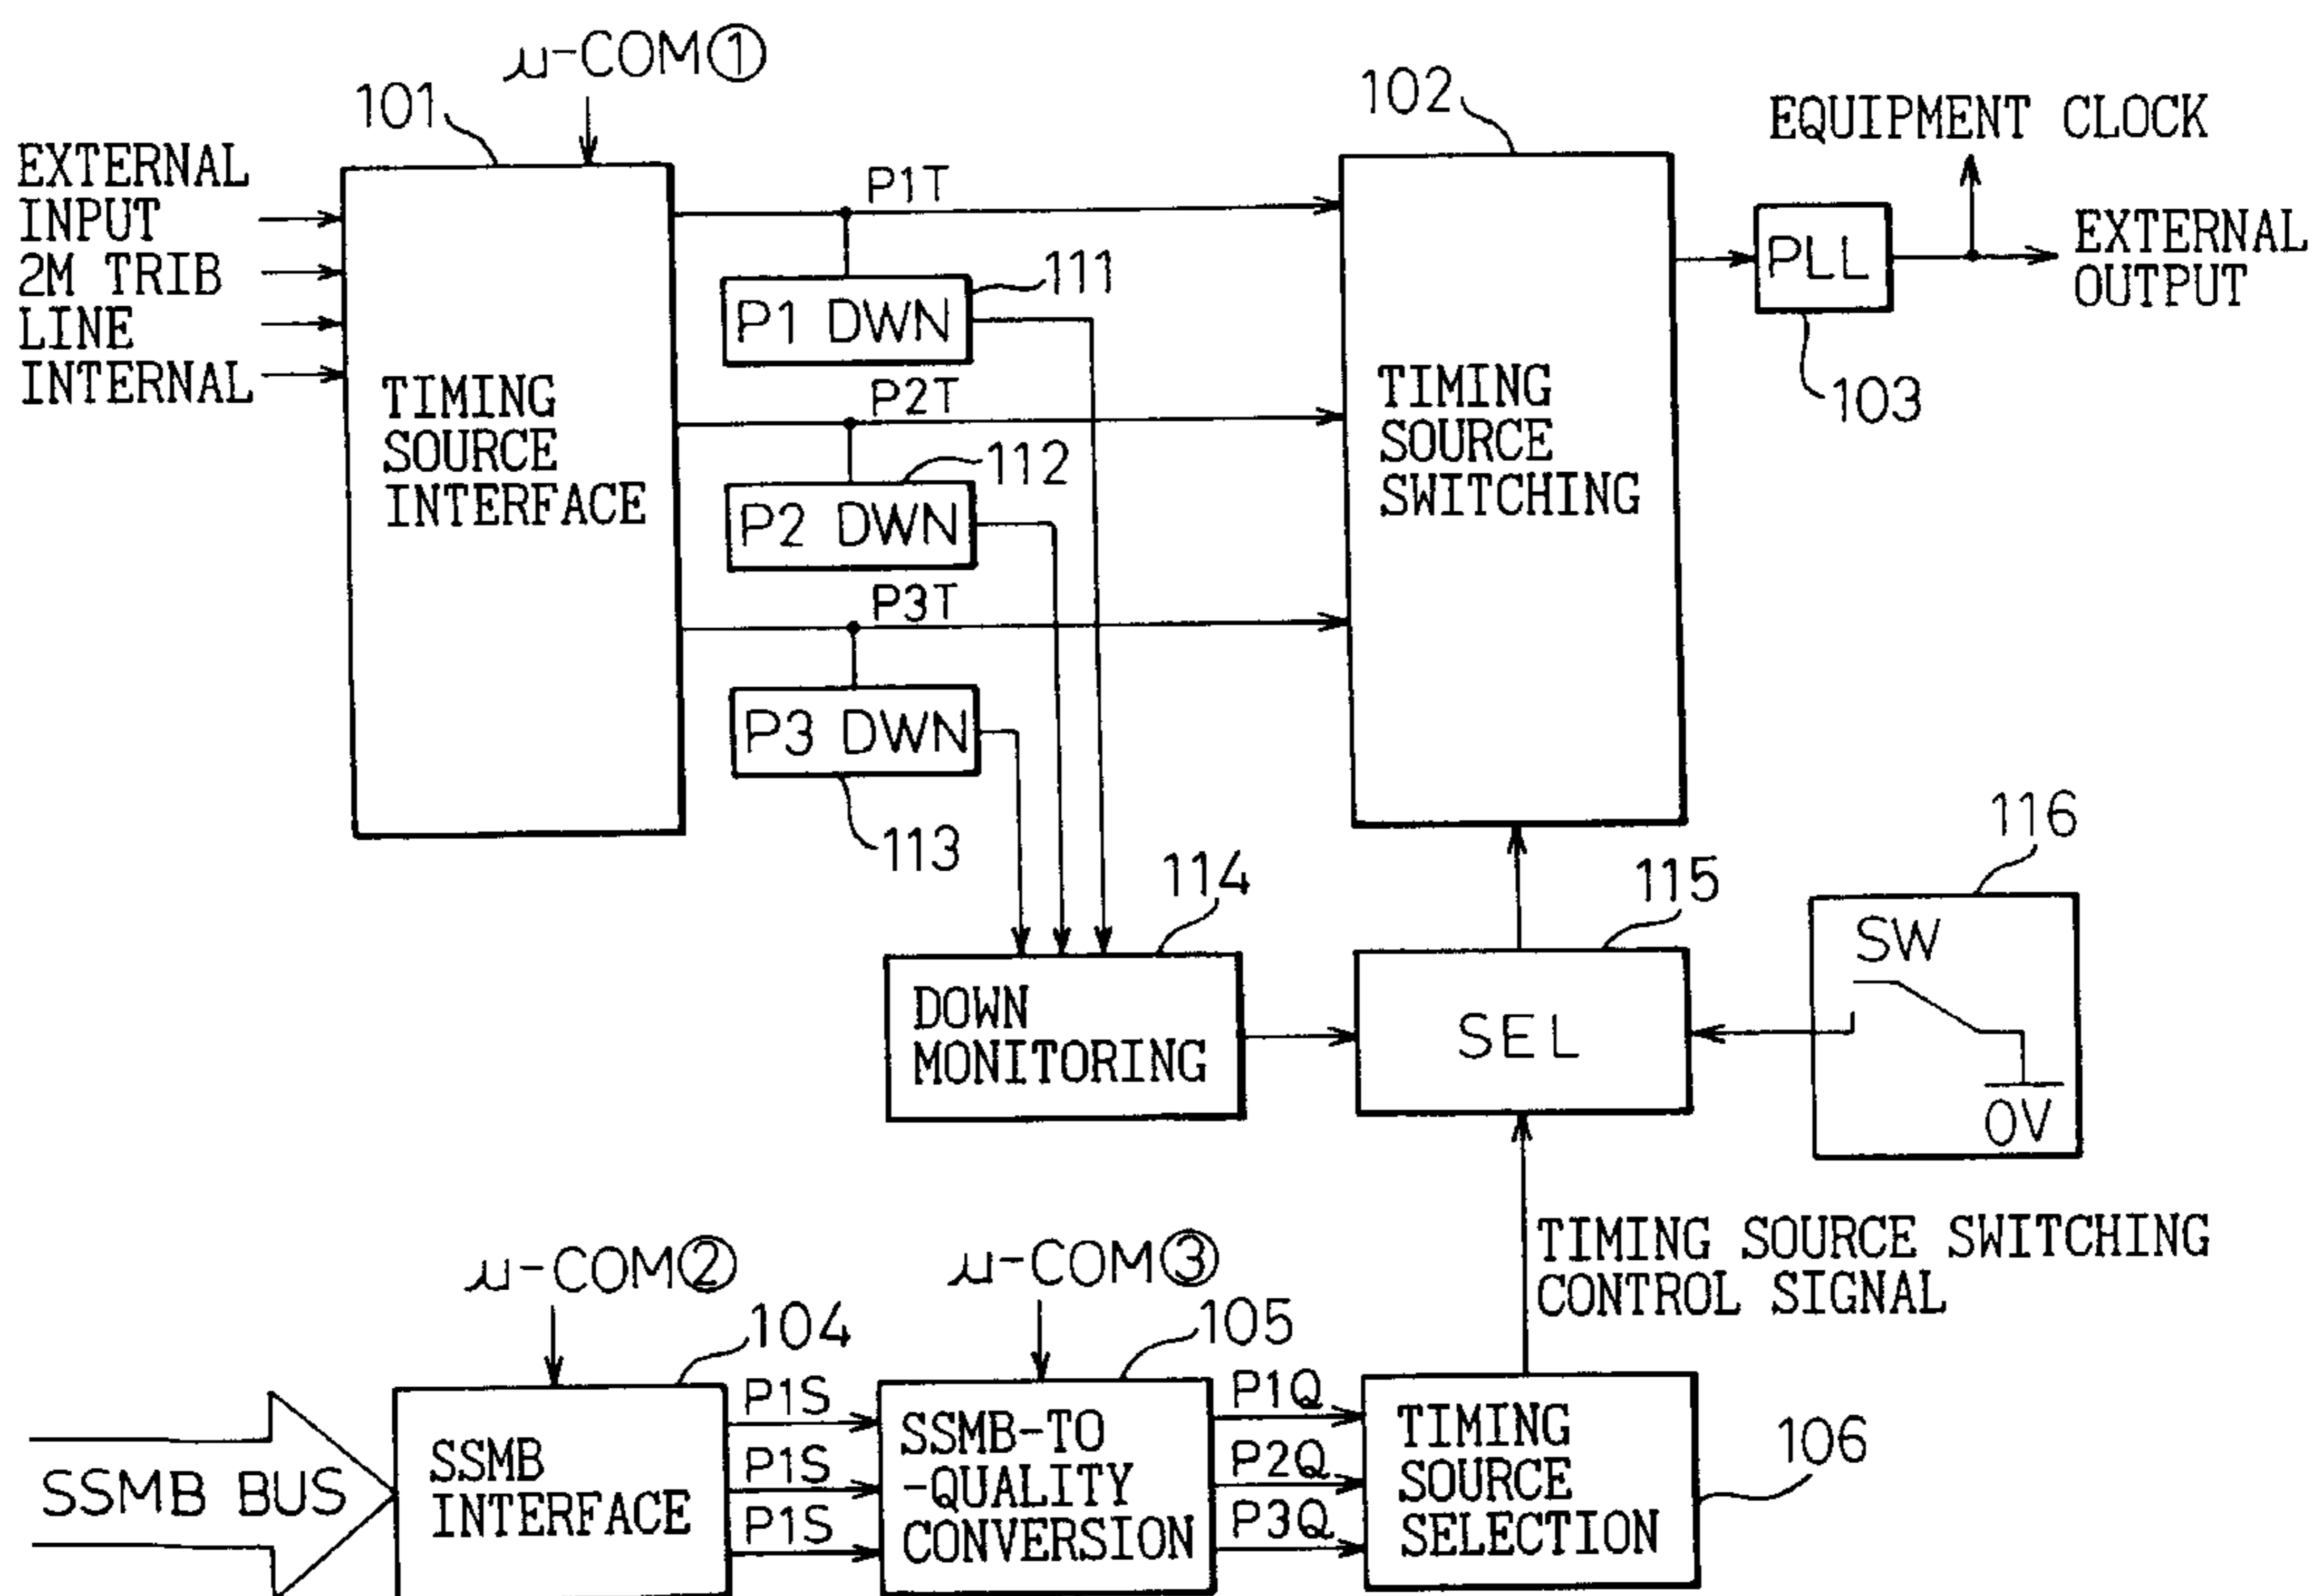 μ-COM①
101
102
EQUIPMENT CLOCK
EXTERNAL
INPUT
2M TRIB
LINE
INTERNAL
P1T
PLL
EXTERNAL
OUTPUT
103
P1 DWN
111
TIMING
SOURCE
INTERFACE
P2T
TIMING
SOURCE
SWITCHING
P2 DWN
112
P3T
P3 DWN
113
114
115
116
DOWN
MONITORING
SEL
SW
0V
TIMING SOURCE SWITCHING
CONTROL SIGNAL
μ-COM②
μ-COM③
104
105
106
SSMB BUS
SSMB
INTERFACE
P1S
P1S
P1S
SSMB-TO
-QUALITY
CONVERSION
P1Q
P2Q
P3Q
TIMING
SOURCE
SELECTION